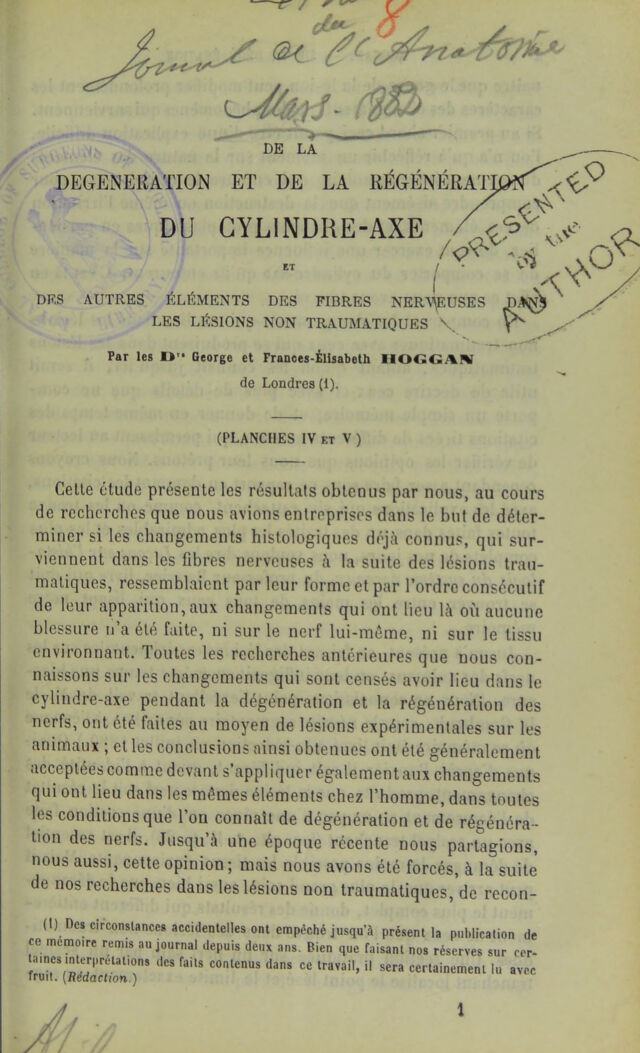 du 8
Journal de l'Anatomie
Mars. 1882
DE LA
DEGENERATION ET DE LA RÉGÉNÉRATION
DU CYLINDRE-AXE
ET
DES AUTRES ÉLÉMENTS DES FIBRES NERVEUSES DANS
LES LÉSIONS NON TRAUMATIQUES
PRESENTED
by the
AUTHOR
Par les Drs George et Frances-Élisabeth HOGGAN
de Londres (1).
(PLANCHES IV ET V)
Cette étude présente les résultats obtenus par nous, au cours
de recherches que nous avions entreprises dans le but de déter-
miner si les changements histologiques déjà connus, qui sur-
viennent dans les fibres nerveuses à la suite des lésions trau-
matiques, ressemblaient par leur forme et par l'ordre consécutif
de leur apparition, aux changements qui ont lieu là où aucune
blessure n'a été faite, ni sur le nerf lui-même, ni sur le tissu
environnant. Toutes les recherches antérieures que nous con-
naissons sur les changements qui sont censés avoir lieu dans le
cylindre-axe pendant la dégénération et la régénération des
nerfs, ont été faites au moyen de lésions expérimentales sur les
animaux ; et les conclusions ainsi obtenues ont été généralement
acceptées comme devant s'appliquer également aux changements
qui ont lieu dans les mêmes éléments chez l'homme, dans toutes
les conditions que l'on connaît de dégénération et de régénéra-
tion des nerfs. Jusqu'à une époque récente nous partagions,
nous aussi, cette opinion ; mais nous avons été forcés, à la suite
de nos recherches dans les lésions non traumatiques, de recon-
(1) Des circonstances accidentelles ont empêché jusqu'à présent la publication de
ce mémoire remis au journal depuis deux ans. Bien que faisant nos réserves sur cer-
taines interprétations des faits contenus dans ce travail, il sera certainement lu avec
fruit. (Rédaction.)
1